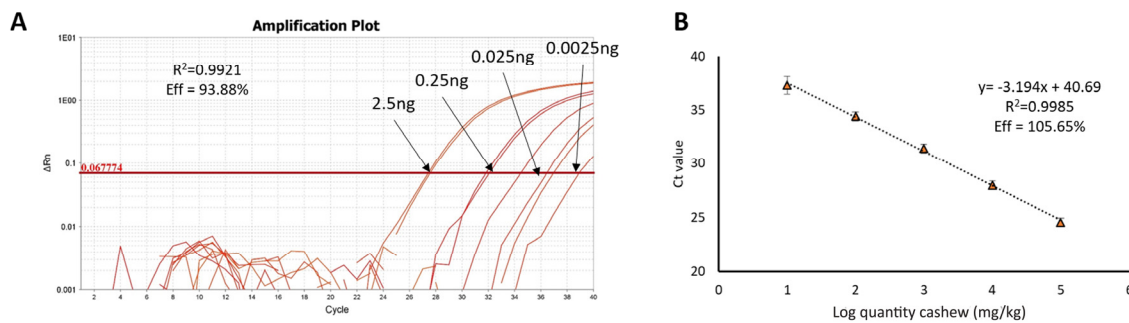 A
Amplification Plot
1E01
R²=0.9921
Eff = 93.88%
2.5ng
0.25ng
0.025ng
0.0025ng
1E00
0.1
0.067774
0.01
0.001
ΔRn
2 4 6 8 10 12 14 16 18 20 22 24 26 28 30 32 34 36 38 40
Cycle
B
40
35
30
25
20
Ct value
y= -3.194x + 40.69
R²=0.9985
Eff = 105.65%
0 1 2 3 4 5 6
Log quantity cashew (mg/kg)